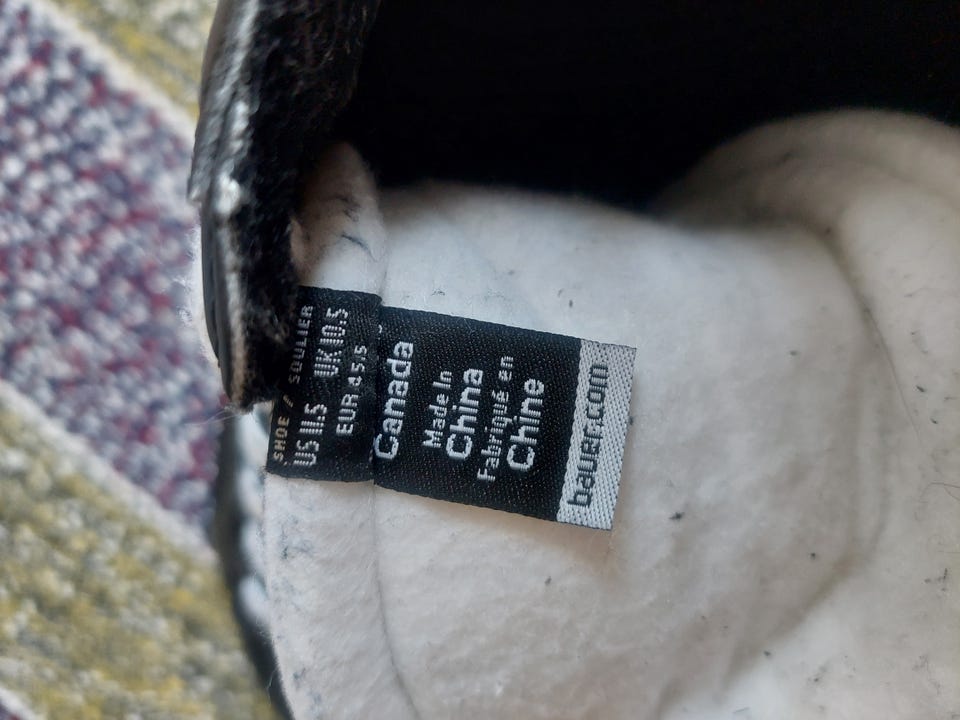 SHOE / SOULIER
US 11.5 UK 10.5
EUR 45.5
Canada
Made In
China
Fabriqué en
Chine
bauer.com